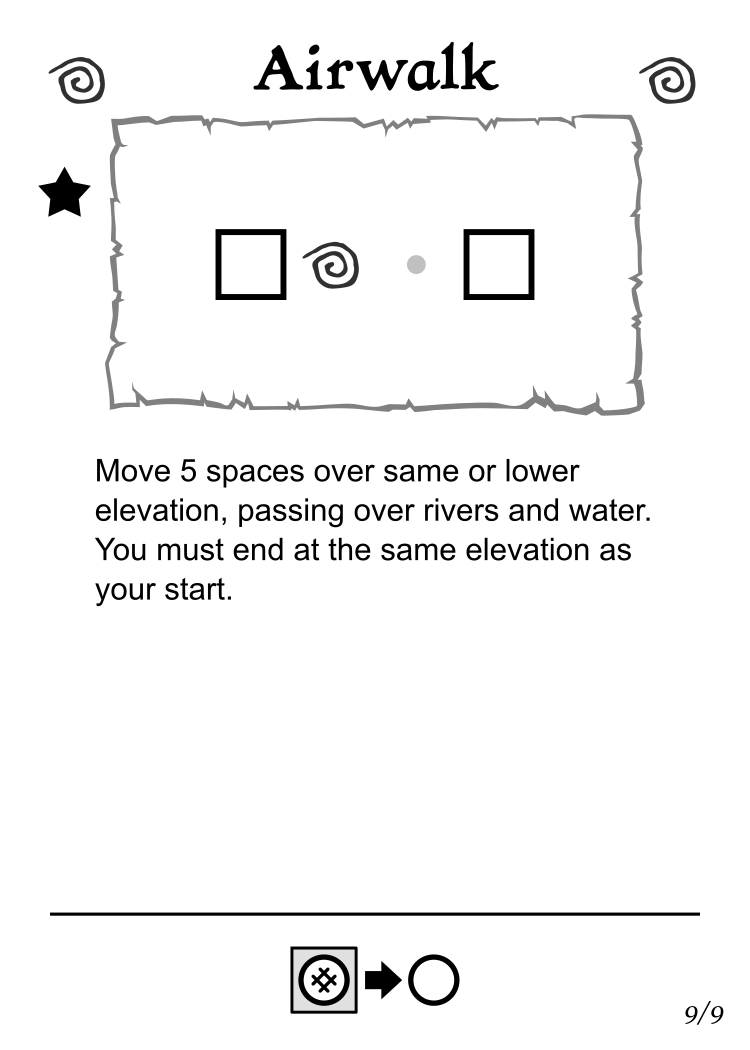 Airwalk
Move 5 spaces over same or lower
elevation, passing over rivers and water.
You must end at the same elevation as
your start.
9/9